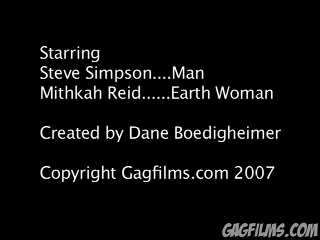 Starring
Steve Simpson....Man
Mithkah Reid......Earth Woman
Created by Dane Boedigheimer
Copyright Gagfilms.com 2007
GAGFILMS.COM